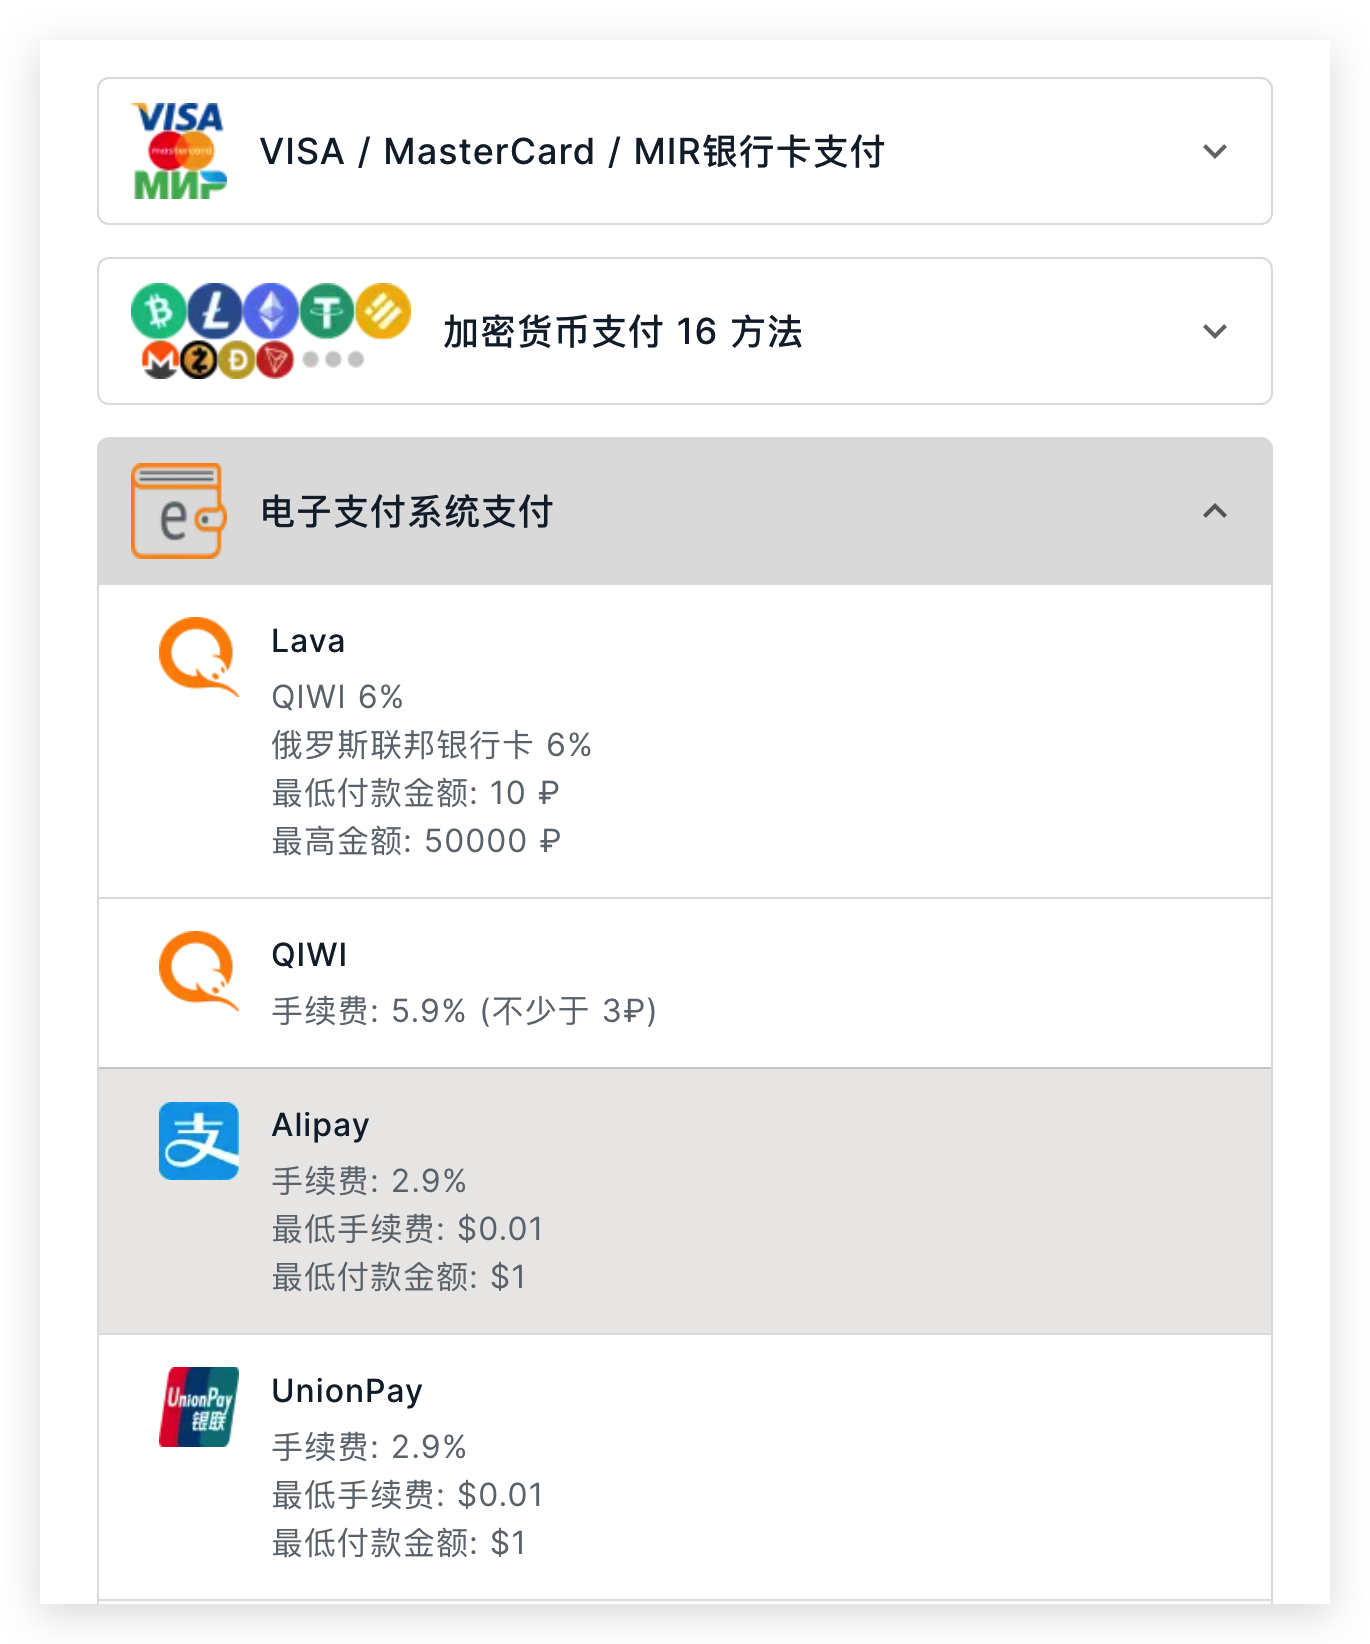 VISA
mastercard
МИР
VISA / MasterCard / MIR银行卡支付
加密货币支付 16 方法
e
电子支付系统支付
Lava
QIWI 6%
俄罗斯联邦银行卡 6%
最低付款金额: 10 ₽
最高金额: 50000 ₽
QIWI
手续费: 5.9% (不少于 3₽)
支
Alipay
手续费: 2.9%
最低手续费: $0.01
最低付款金额: $1
UnionPay
银联
UnionPay
手续费: 2.9%
最低手续费: $0.01
最低付款金额: $1